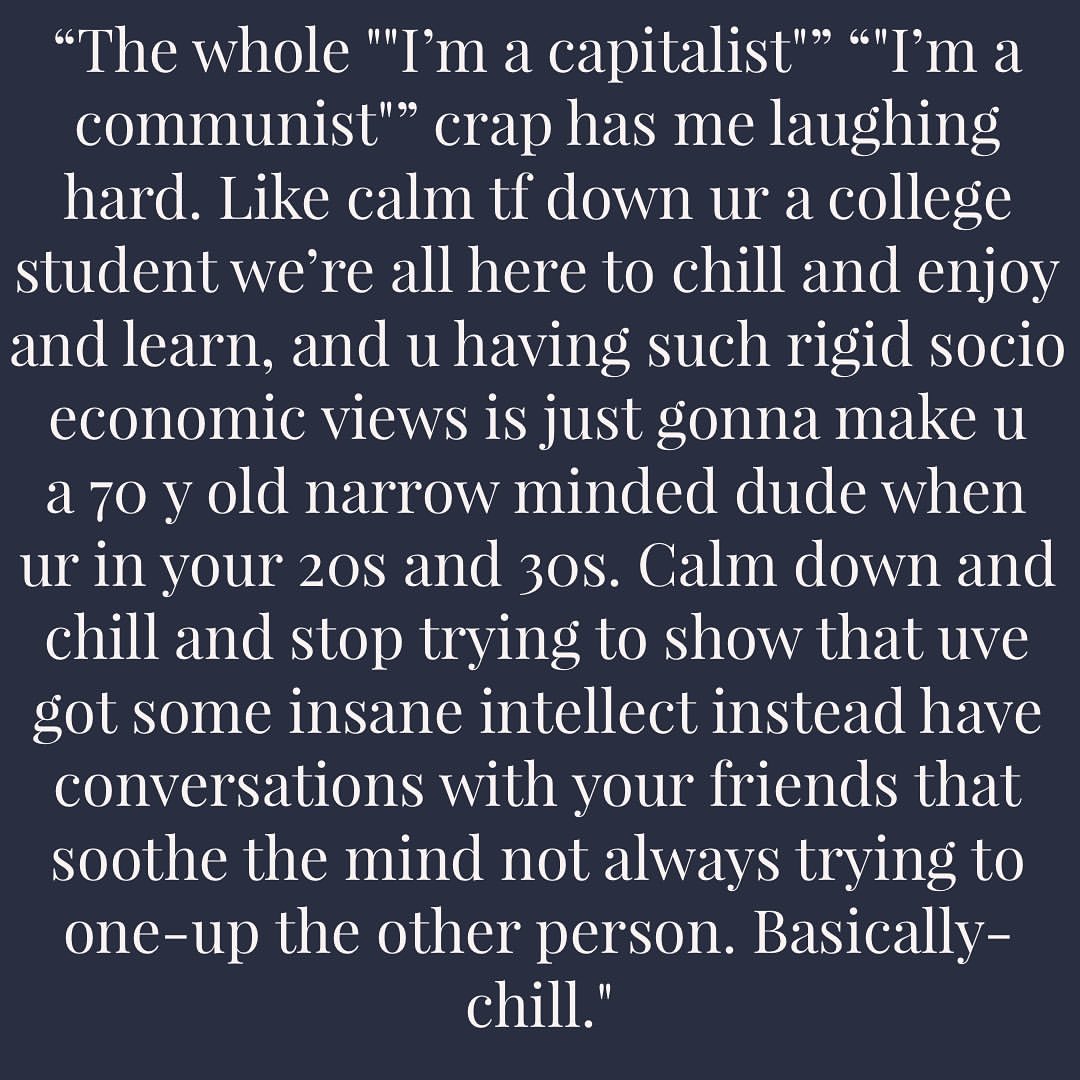 “The whole ""I’m a capitalist"” “"I’m a
communist"” crap has me laughing
hard. Like calm tf down ur a college
student we’re all here to chill and enjoy
and learn, and u having such rigid socio
economic views is just gonna make u
a 70 y old narrow minded dude when
ur in your 20s and 30s. Calm down and
chill and stop trying to show that uve
got some insane intellect instead have
conversations with your friends that
soothe the mind not always trying to
one-up the other person. Basically-
chill."